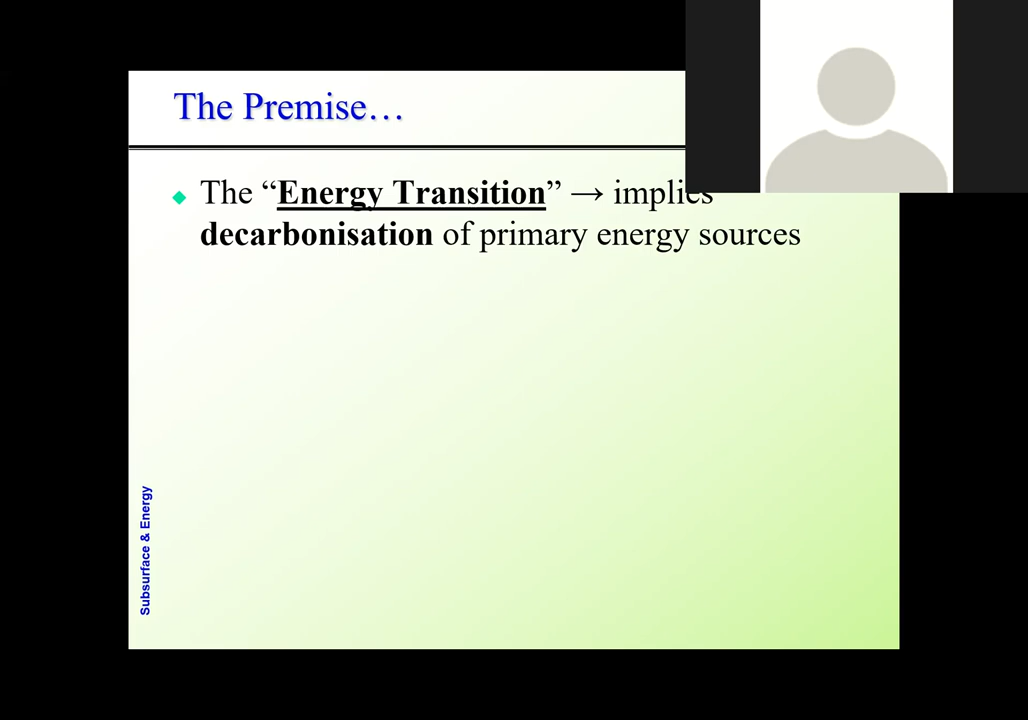 The Premise…
The “Energy Transition” → implies
decarbonisation of primary energy sources
Subsurface & Energy